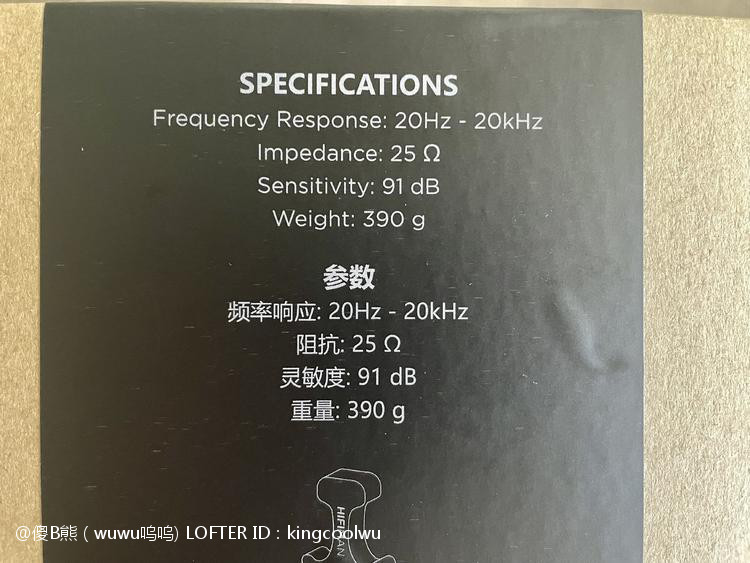 SPECIFICATIONS
Frequency Response: 20Hz - 20kHz
Impedance: 25 Ω
Sensitivity: 91 dB
Weight: 390 g
参数
频率响应: 20Hz - 20kHz
阻抗: 25 Ω
灵敏度: 91 dB
重量: 390 g
HIFIMAN
@傻B熊 ( wuwu呜呜) LOFTER ID : kingcoolwu